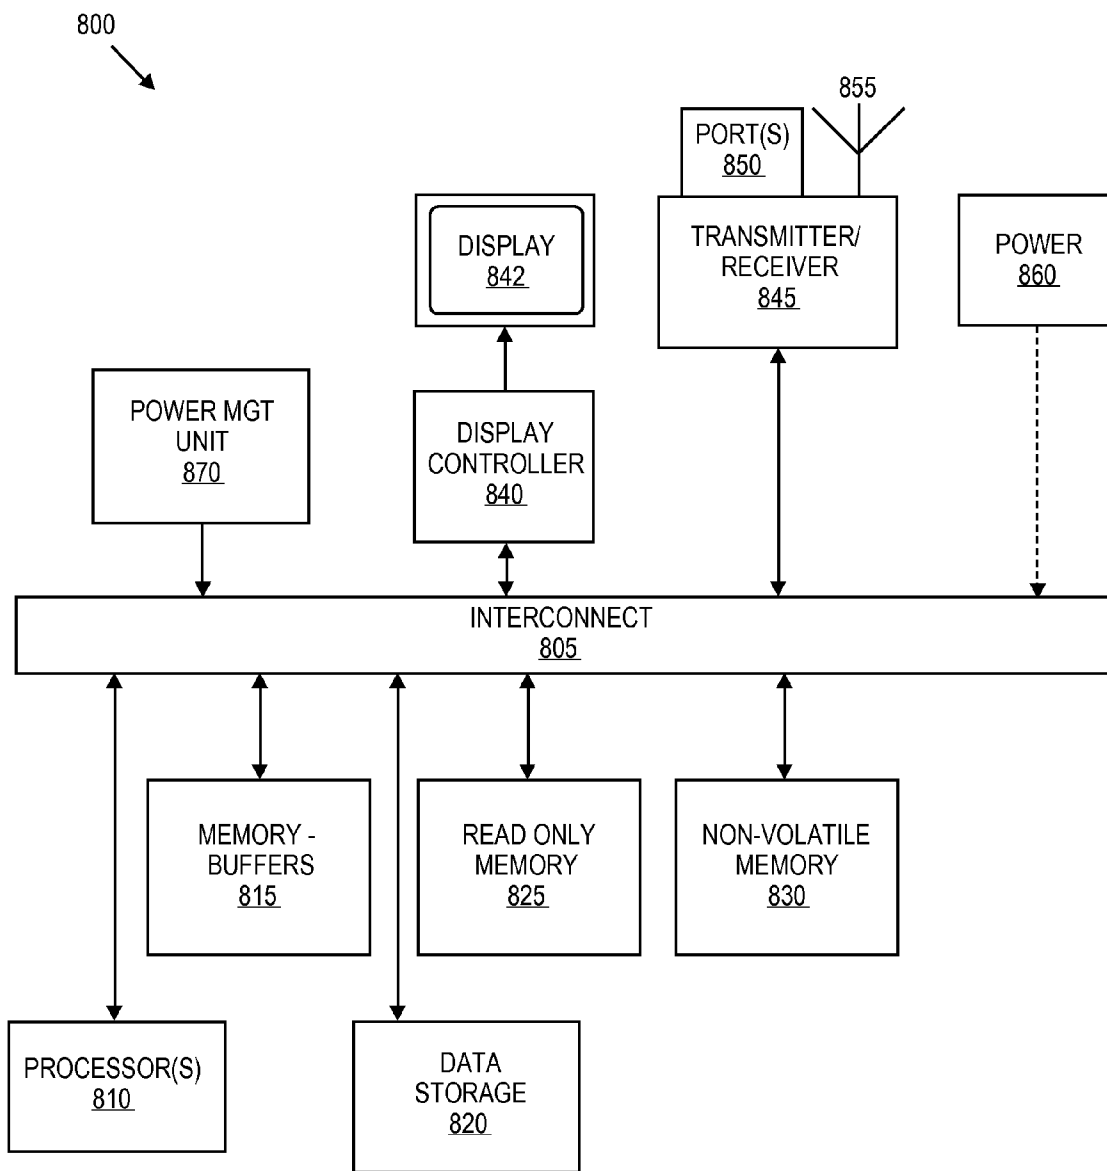 800
855
PORT(S)
850
DISPLAY
842
TRANSMITTER/
RECEIVER
845
POWER
860
POWER MGT
UNIT
870
DISPLAY
CONTROLLER
840
INTERCONNECT
805
MEMORY -
BUFFERS
815
READ ONLY
MEMORY
825
NON-VOLATILE
MEMORY
830
PROCESSOR(S)
810
DATA
STORAGE
820